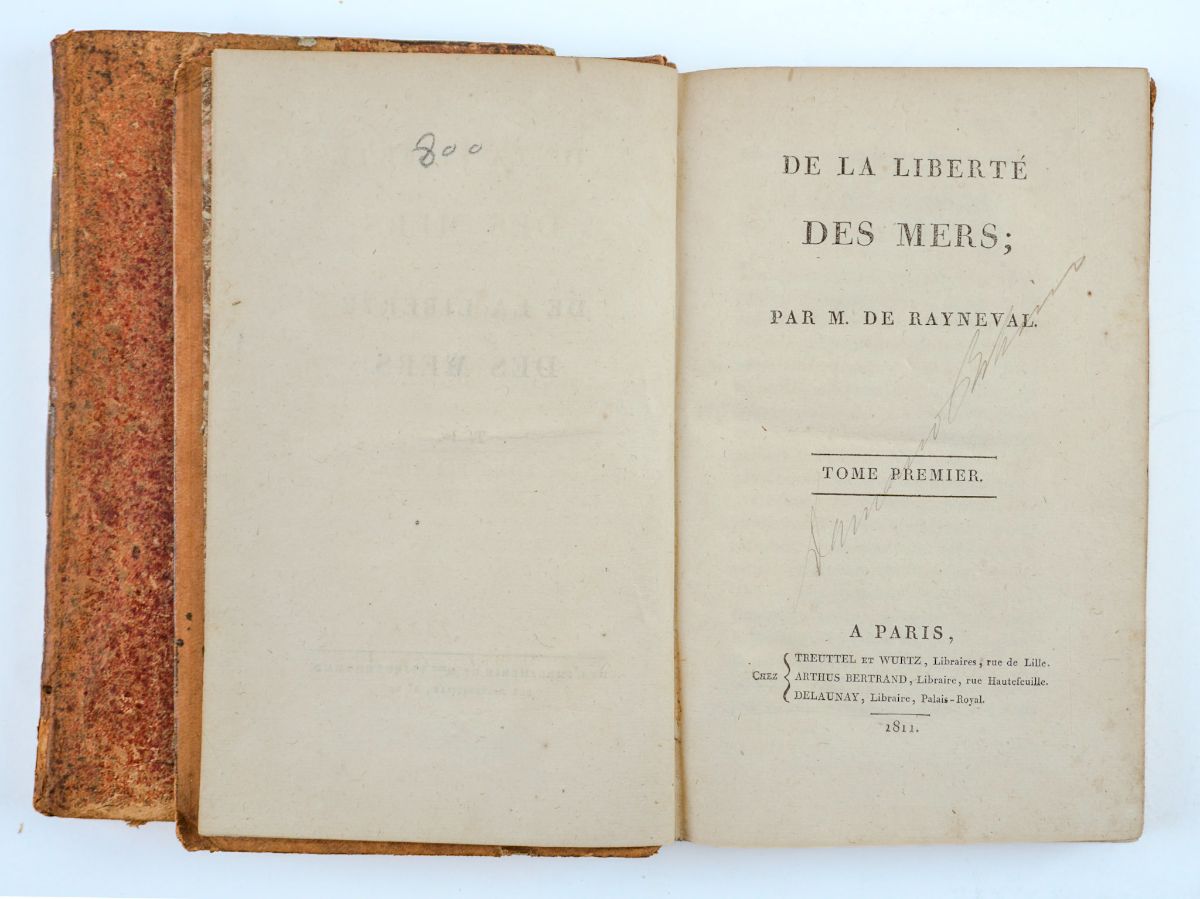 800
DE LA LIBERTÉ
DES MERS;
PAR M. DE RAYNEVAL.
TOME PREMIER.
A PARIS,
CHEZ
TREUTTEL ET WURTZ, Libraires, rue de Lille.
ARTHUS BERTRAND, Libraire, rue Hautefeuille.
DELAUNAY, Libraire, Palais-Royal.
1811.